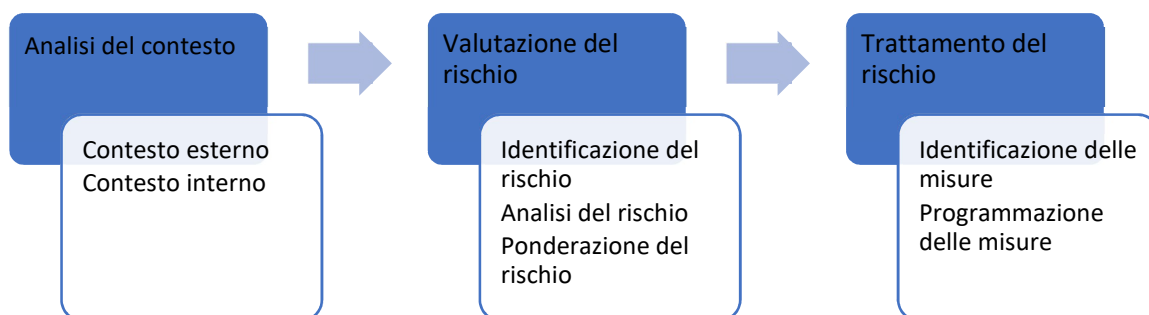 Analisi del contesto
Contesto esterno
Contesto interno
Valutazione del
rischio
Identificazione del
rischio
Analisi del rischio
Ponderazione del
rischio
Trattamento del
rischio
Identificazione delle
misure
Programmazione
delle misure